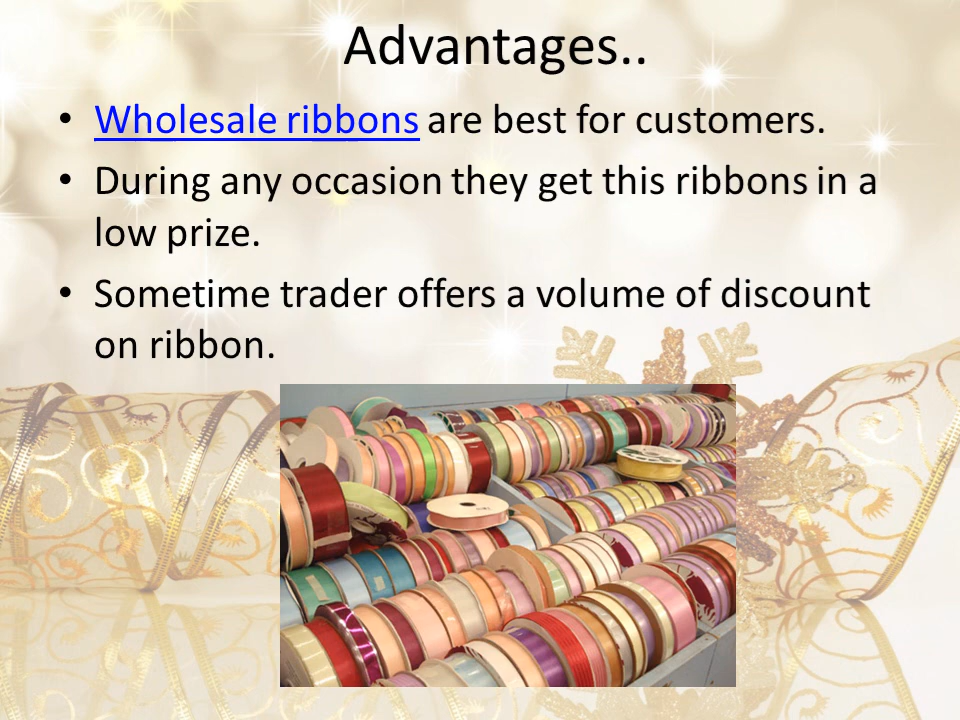 Advantages..
• Wholesale ribbons are best for customers.
• During any occasion they get this ribbons in a
low prize.
• Sometime trader offers a volume of discount
on ribbon.